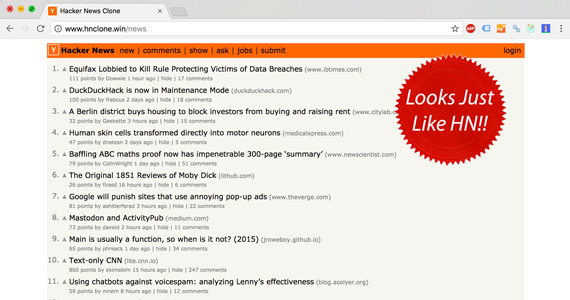 Hacker News Clone
www.hnclone.win/news
ABP
Y Hacker News new | comments | show | ask | jobs | submit login
1. Equifax Lobbied to Kill Rule Protecting Victims of Data Breaches (www.ibtimes.com)
111 points by Dowwie 1 hour ago | hide | 17 comments
2. DuckDuckHack is now in Maintenance Mode (duckduckhack.com)
100 points by frabcus 2 days ago | hide | 18 comments
3. A Berlin district buys housing to block investors from buying and raising rent (www.citylab.
32 points by Geekette 3 hours ago | hide | 15 comments
4. Human skin cells transformed directly into motor neurons (medicalxpress.com)
47 points by dnetesn 2 days ago | hide | 5 comments
5. Baffling ABC maths proof now has impenetrable 300-page ‘summary’ (www.newscientist.com)
79 points by ColinWright 1 day ago | hide | 51 comments
6. The Original 1851 Reviews of Moby Dick (lithub.com)
26 points by firasd 16 hours ago | hide | 6 comments
7. Google will punish sites that use annoying pop-up ads (www.theverge.com)
81 points by ashitlerferad 3 hours ago | hide | 22 comments
8. Mastodon and ActivityPub (medium.com)
73 points by daveid 2 hours ago | hide | 11 comments
9. Main is usually a function, so when is it not? (2015) (jroweboy.github.io)
65 points by phreack 1 day ago | hide | 34 comments
10. Text-only CNN (lite.cnn.io)
860 points by ekimekim 15 hours ago | hide | 247 comments
11. Using chatbots against voicespam: analyzing Lenny’s effectiveness (blog.acolyer.org)
59 points by mnem 8 hours ago | hide | 12 comments
Looks Just
Like HN!!